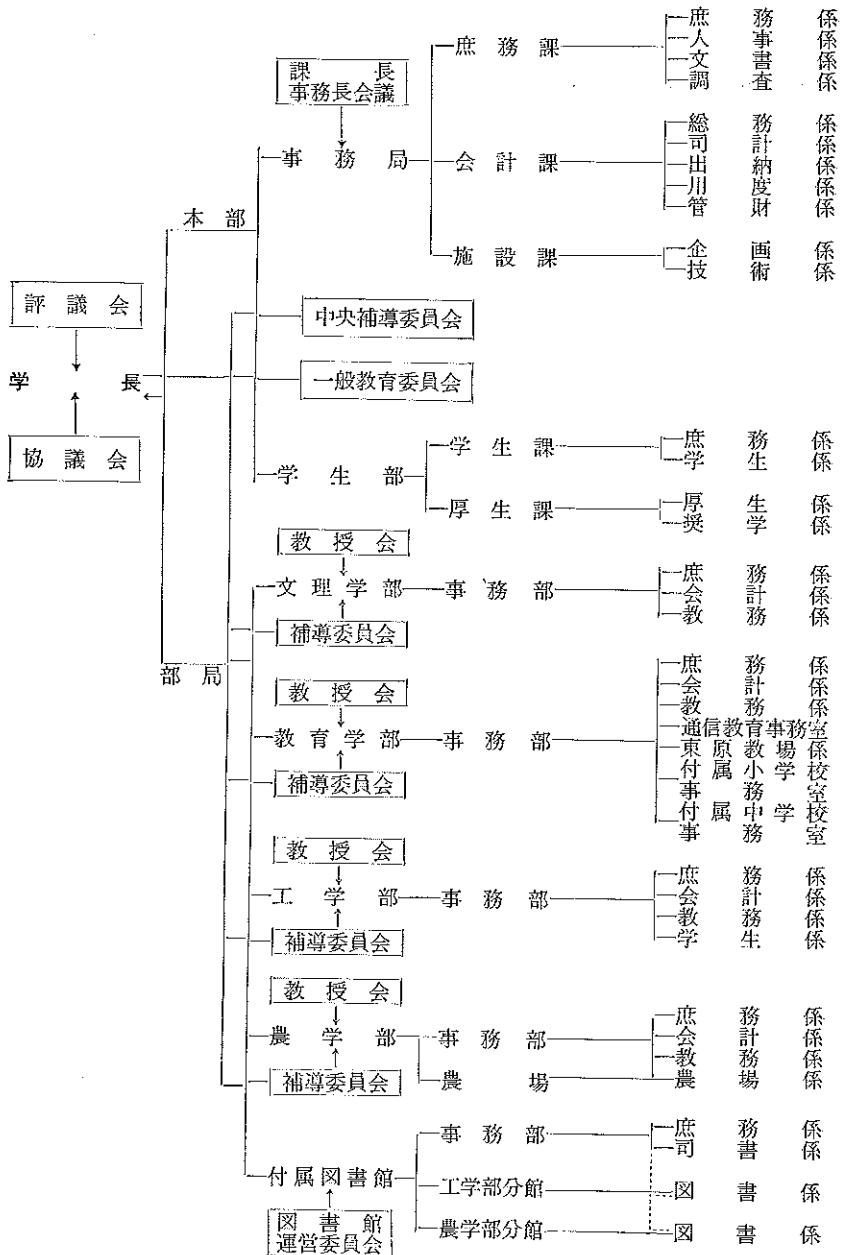 庶務係
人事係
文書係
調査係
庶務課
課長
事務長会議
総務係
司計係
出納係
用度係
管財係
事務局
会計課
本部
企画係
技術係
施設課
評議会
中央補導委員会
学長
一般教育委員会
協議会
庶務係
学生係
学生課
学生部
厚生課
厚生係
奨学係
教授会
文理学部
事務部
庶務係
会計係
教務係
補導委員会
部局
教授会
教育学部
事務部
庶務係
会計係
教務係
通信教育事務室
東原教場係
付属小学校
事務室
付属中学校
事務室
補導委員会
教授会
工学部
事務部
庶務係
会計係
教務係
学生係
補導委員会
教授会
農学部
事務部
庶務係
会計係
教務係
農場
農場係
補導委員会
事務部
庶務係
司書係
付属図書館
工学部分館
図書係
農学部分館
図書係
図書館
運営委員会